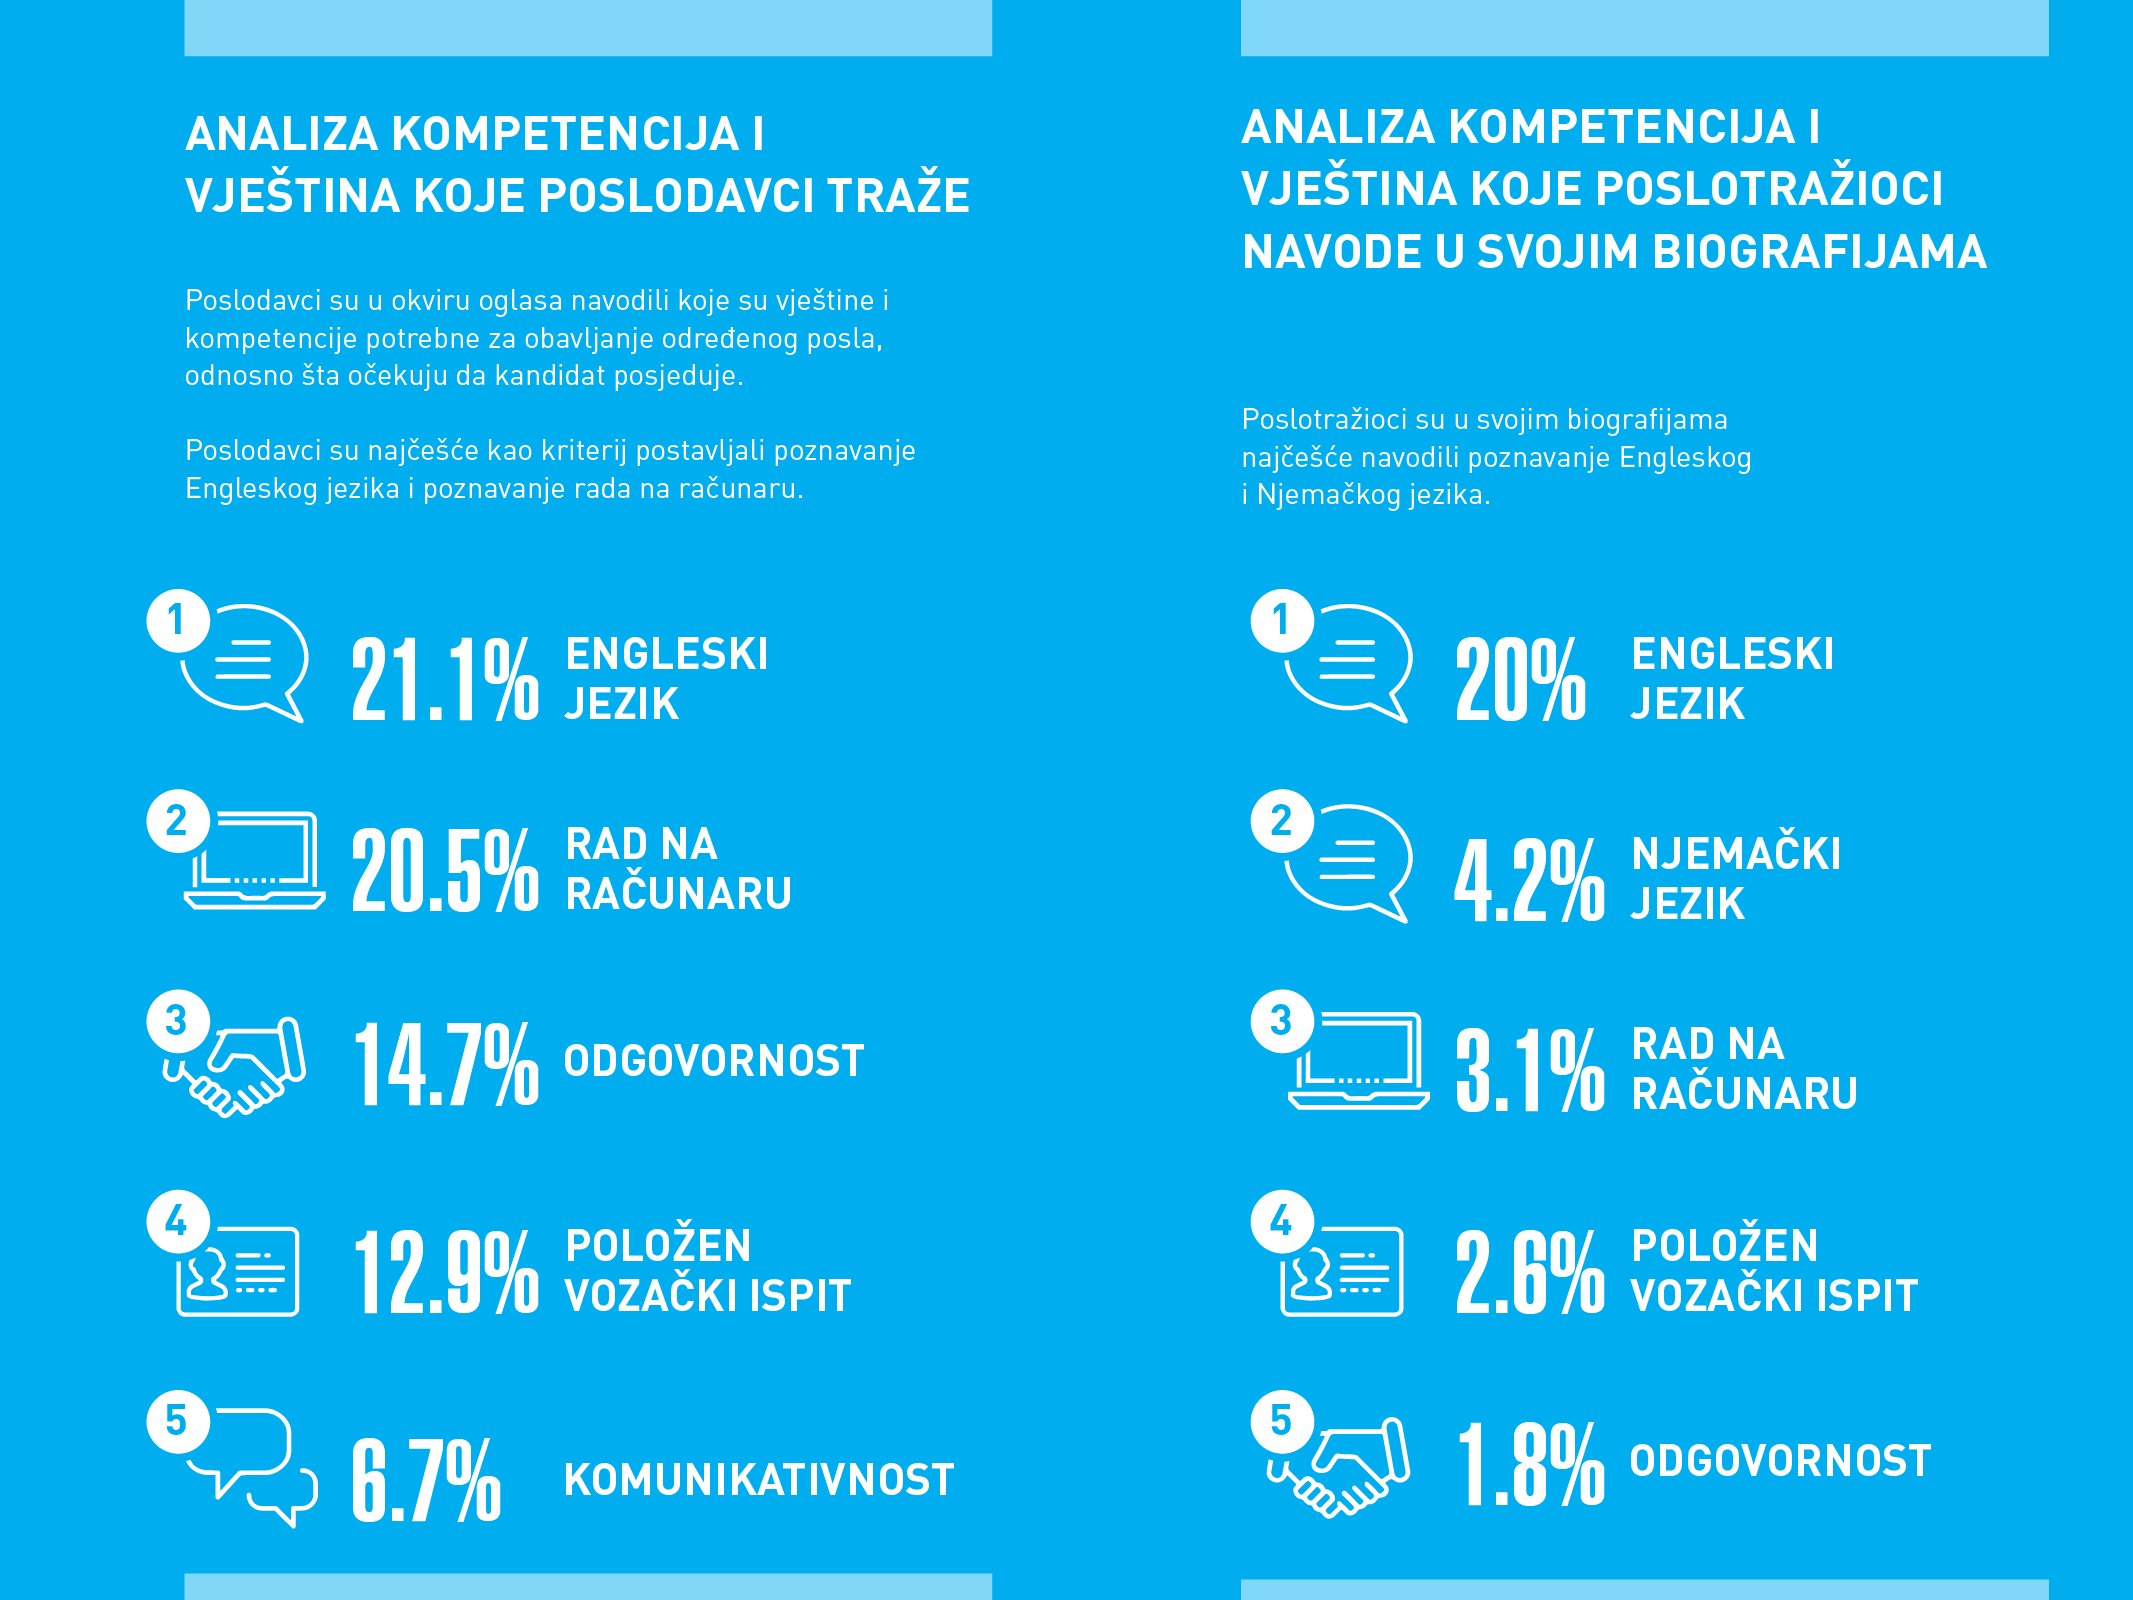 ANALIZA KOMPETENCIJA I
VJEŠTINA KOJE POSLODAVCI TRAŽE
Poslodavci su u okviru oglasa navodili koje su vještine i
kompetencije potrebne za obavljanje određenog posla,
odnosno šta očekuju da kandidat posjeduje.
Poslodavci su najčešće kao kriterij postavljali poznavanje
Engleskog jezika i poznavanje rada na računaru.
1
21.1%
ENGLESKI
JEZIK
2
20.5%
RAD NA
RAČUNARU
3
14.7%
ODGOVORNOST
4
12.9%
POLOŽEN
VOZAČKI ISPIT
5
6.7%
KOMUNIKATIVNOST
ANALIZA KOMPETENCIJA I
VJEŠTINA KOJE POSLOTRAŽIOCI
NAVODE U SVOJIM BIOGRAFIJAMA
Poslotražioci su u svojim biografijama
najčešće navodili poznavanje Engleskog
i Njemačkog jezika.
1
20%
ENGLESKI
JEZIK
2
4.2%
NJEMAČKI
JEZIK
3
3.1%
RAD NA
RAČUNARU
4
2.6%
POLOŽEN
VOZAČKI ISPIT
5
1.8%
ODGOVORNOST